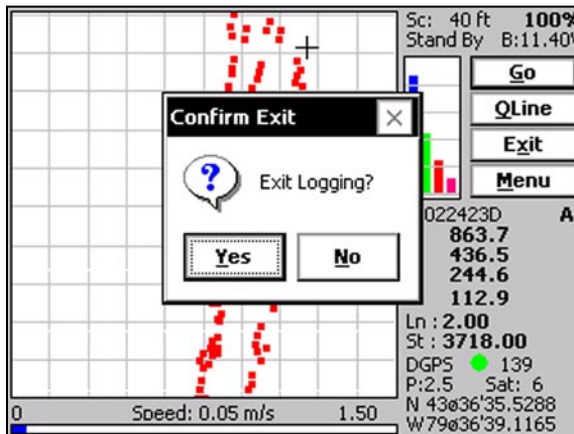 Sc: 40 ft 100%
Stand By B:11.40
Go
QLine
Exit
Menu
Confirm Exit
Exit Logging?
Yes
No
022423D A
863.7
436.5
244.6
112.9
Ln : 2.00
St : 3718.00
DGPS 139
P:2.5 Sat: 6
N 43ø36'35.5288
W79ø36'39.1165
0 Speed: 0.05 m/s 1.50